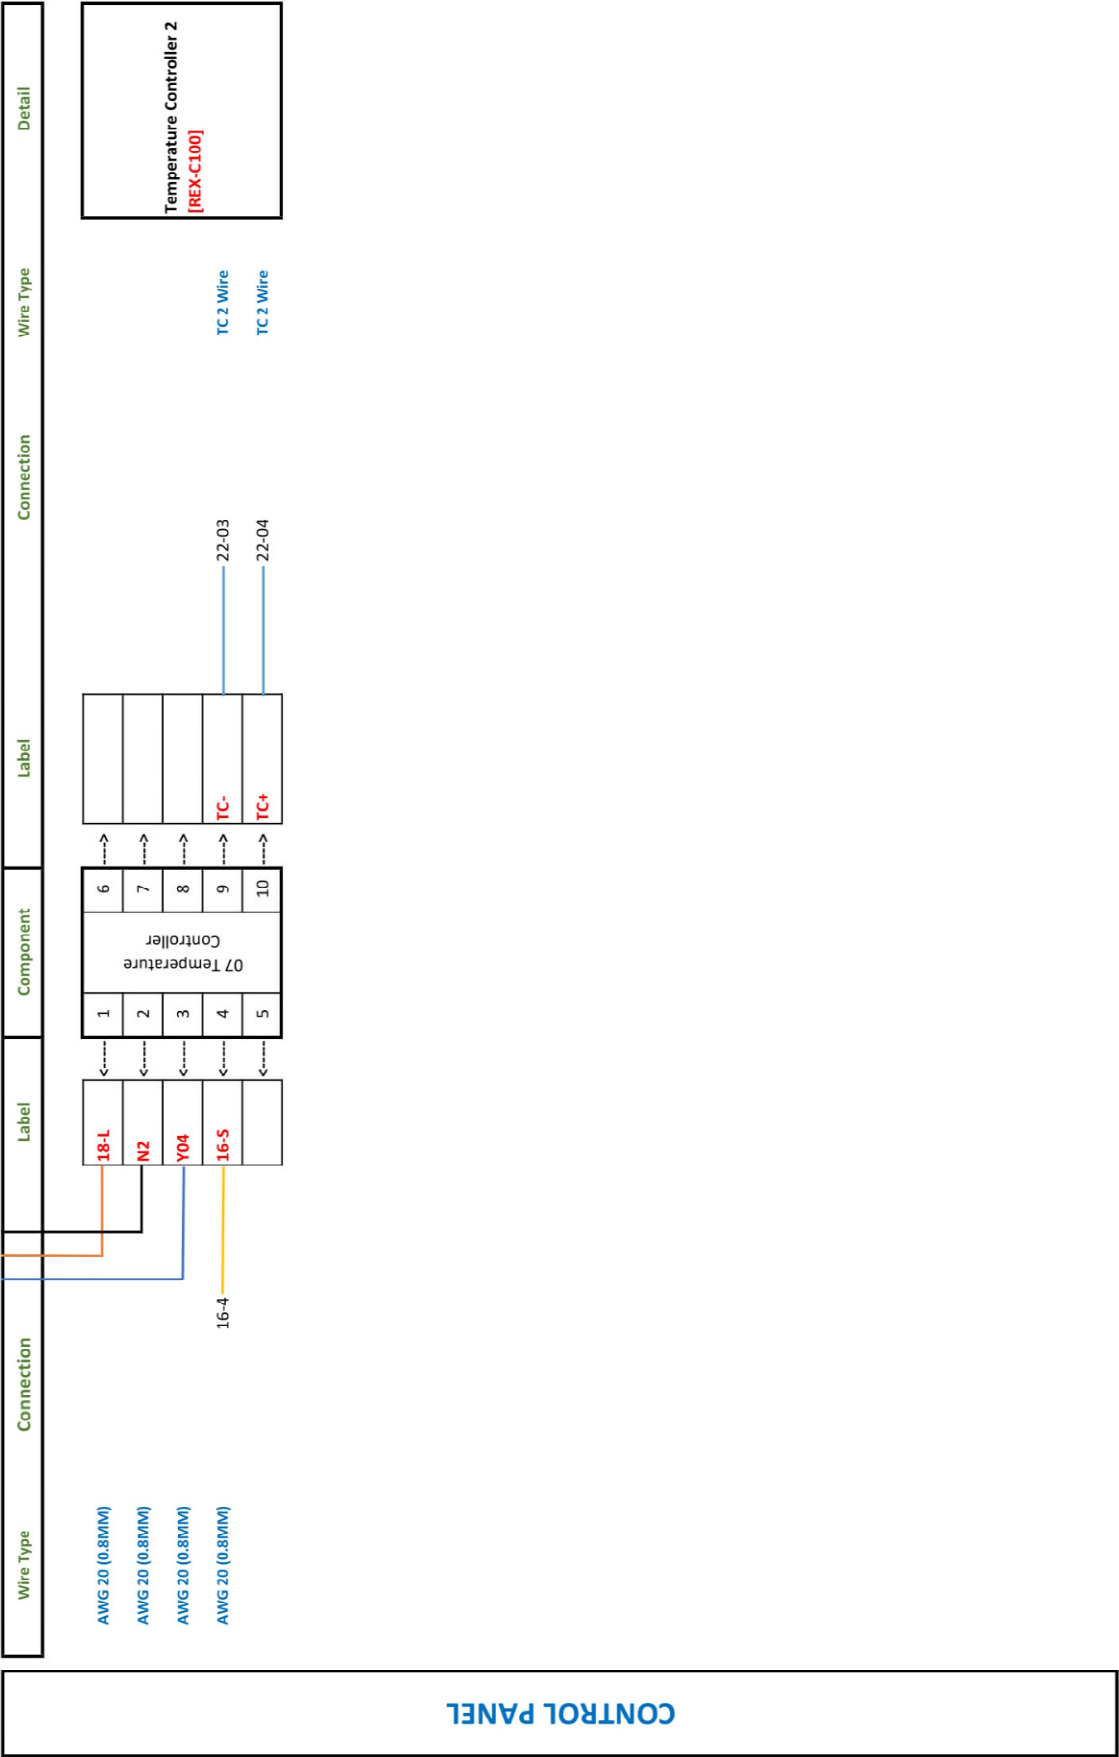 CONTROL PANEL
Wire Type
Connection
Label
Component
Label
Connection
Wire Type
Detail
AWG 20 (0.8MM)
18-L
1
6
AWG 20 (0.8MM)
N2
2
7
AWG 20 (0.8MM)
Y04
3
8
AWG 20 (0.8MM)
16-4
16-S
4
9
TC-
22-03
TC 2 Wire
5
10
TC+
22-04
TC 2 Wire
07 Temperature
Controller
Temperature Controller 2
[REX-C100]